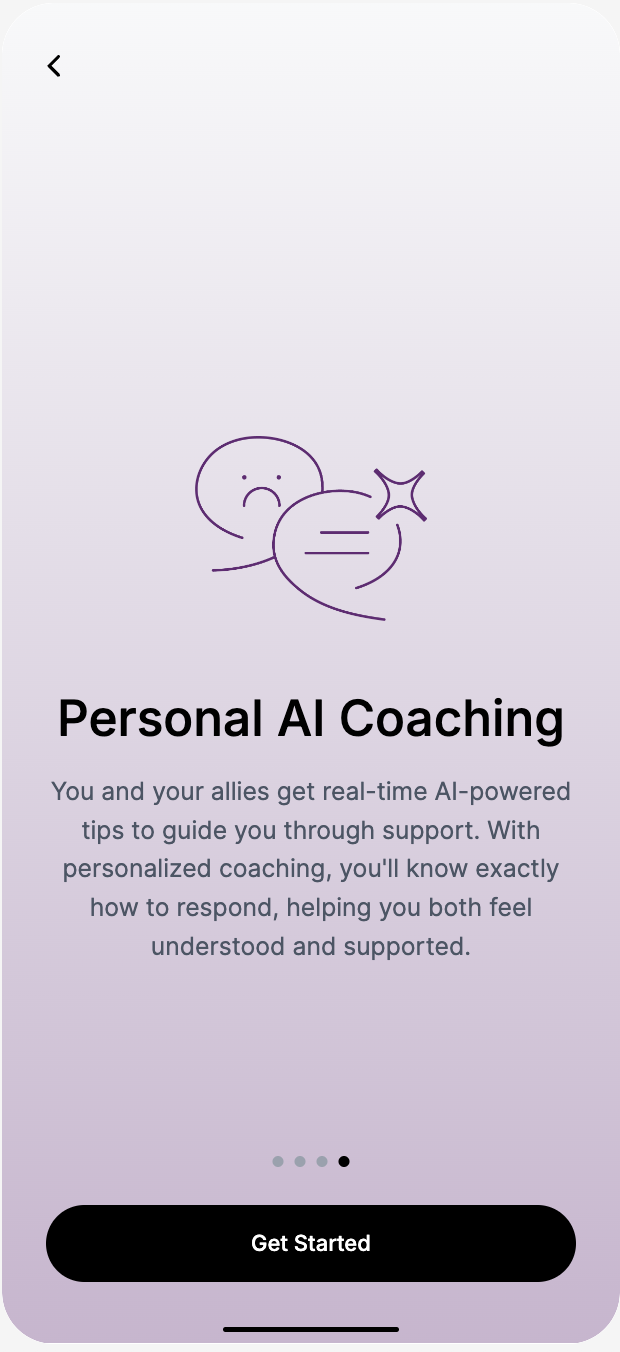 Personal AI Coaching
You and your allies get real-time AI-powered
tips to guide you through support. With
personalized coaching, you'll know exactly
how to respond, helping you both feel
understood and supported.
Get Started